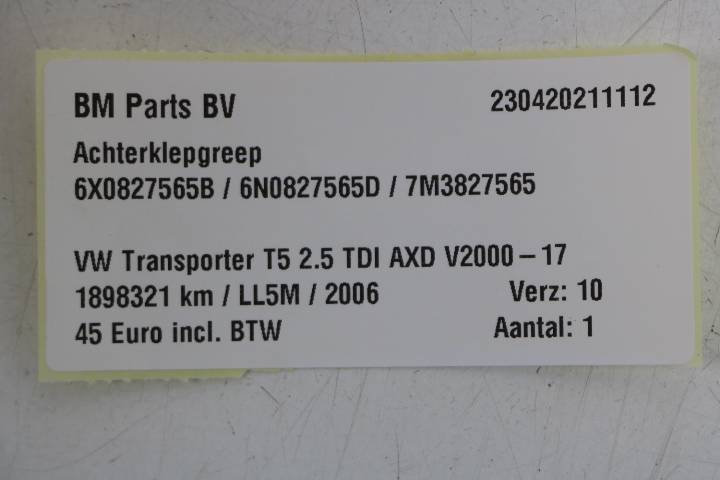 BM Parts BV 230420211112
Achterklepgreep
6X0827565B / 6N0827565D / 7M3827565
VW Transporter T5 2.5 TDI AXD V2000 – 17
1898321 km / LL5M / 2006 Verz: 10
45 Euro incl. BTW Aantal: 1